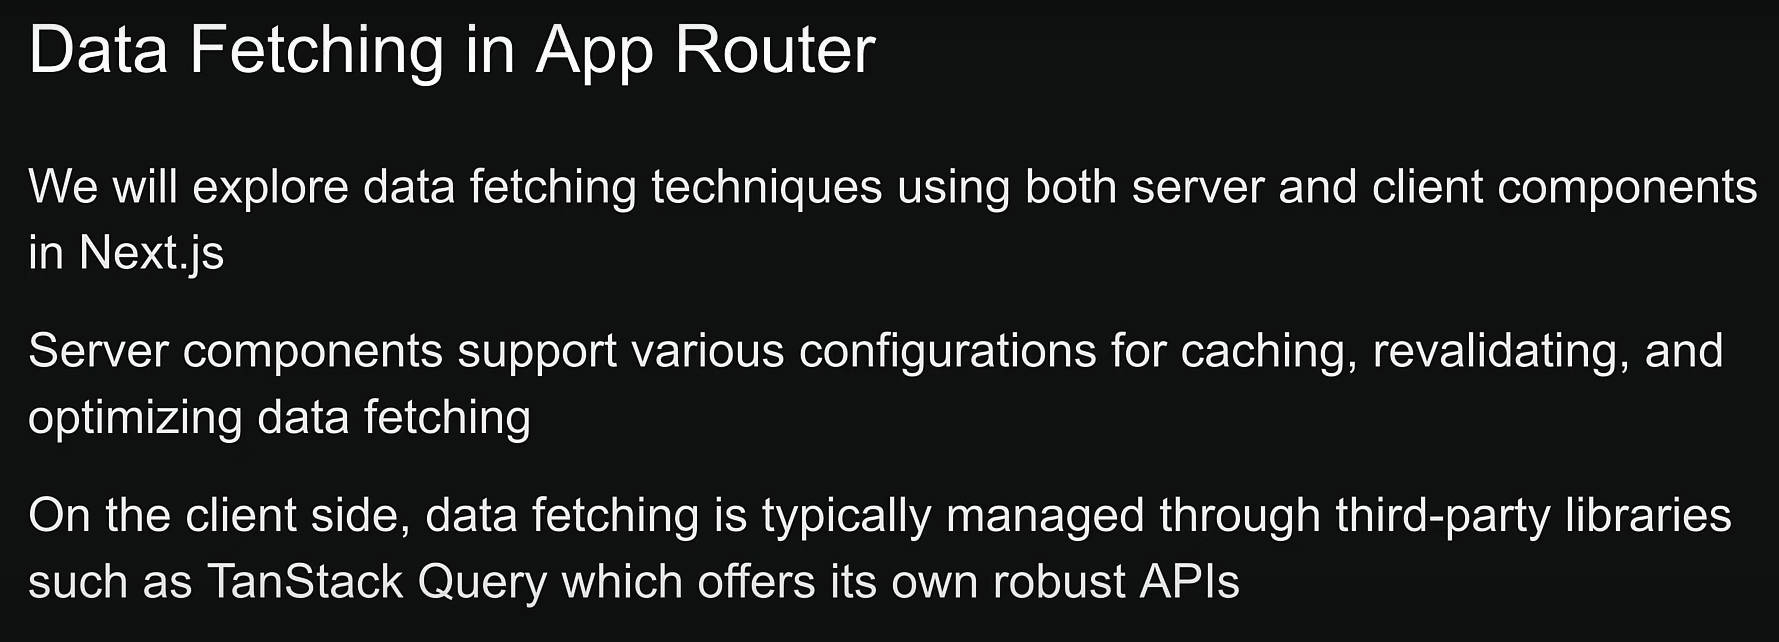 Data Fetching in App Router
We will explore data fetching techniques using both server and client components
in Next.js
Server components support various configurations for caching, revalidating, and
optimizing data fetching
On the client side, data fetching is typically managed through third-party libraries
such as TanStack Query which offers its own robust APIs